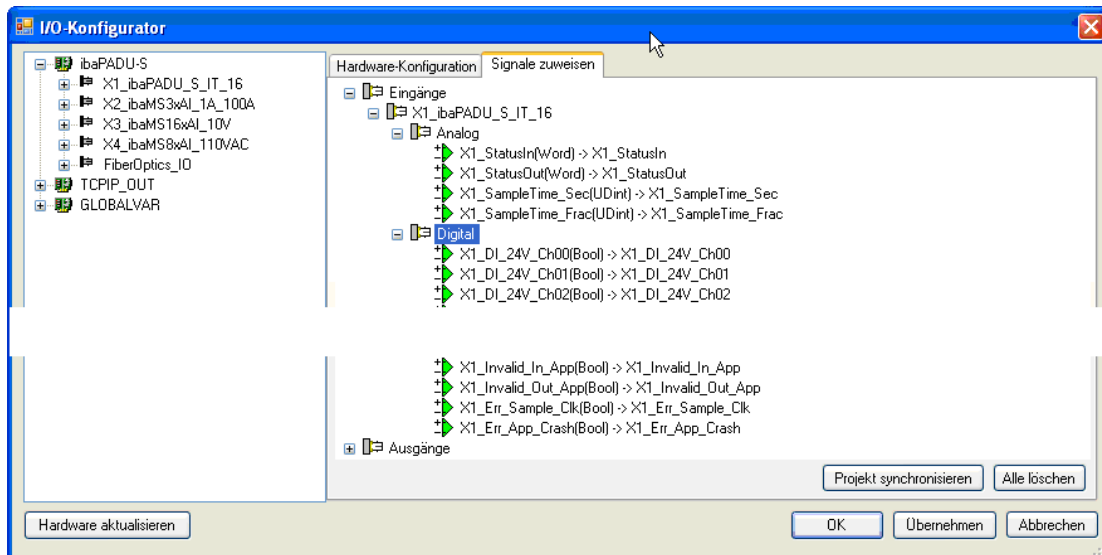 I/O-Konfigurator
ibaPADU-S
X1_ibaPADU_S_IT_16
X2_ibaMS3xAI_1A_100A
X3_ibaMS16xAI_10V
X4_ibaMS8xAI_110VAC
FiberOptics_IO
TCPIP_OUT
GLOBALVAR
Hardware-Konfiguration Signale zuweisen
Eingänge
X1_ibaPADU_S_IT_16
Analog
X1_StatusIn(Word) -> X1_StatusIn
X1_StatusOut(Word) -> X1_StatusOut
X1_SampleTime_Sec(UDint) -> X1_SampleTime_Sec
X1_SampleTime_Frac(UDint) -> X1_SampleTime_Frac
Digital
X1_DI_24V_Ch00(Bool) -> X1_DI_24V_Ch00
X1_DI_24V_Ch01(Bool) -> X1_DI_24V_Ch01
X1_DI_24V_Ch02(Bool) -> X1_DI_24V_Ch02
X1_Invalid_In_App(Bool) -> X1_Invalid_In_App
X1_Invalid_Out_App(Bool) -> X1_Invalid_Out_App
X1_Err_Sample_Clk(Bool) -> X1_Err_Sample_Clk
X1_Err_App_Crash(Bool) -> X1_Err_App_Crash
Ausgänge
Projekt synchronisieren Alle löschen
Hardware aktualisieren OK Übernehmen Abbrechen